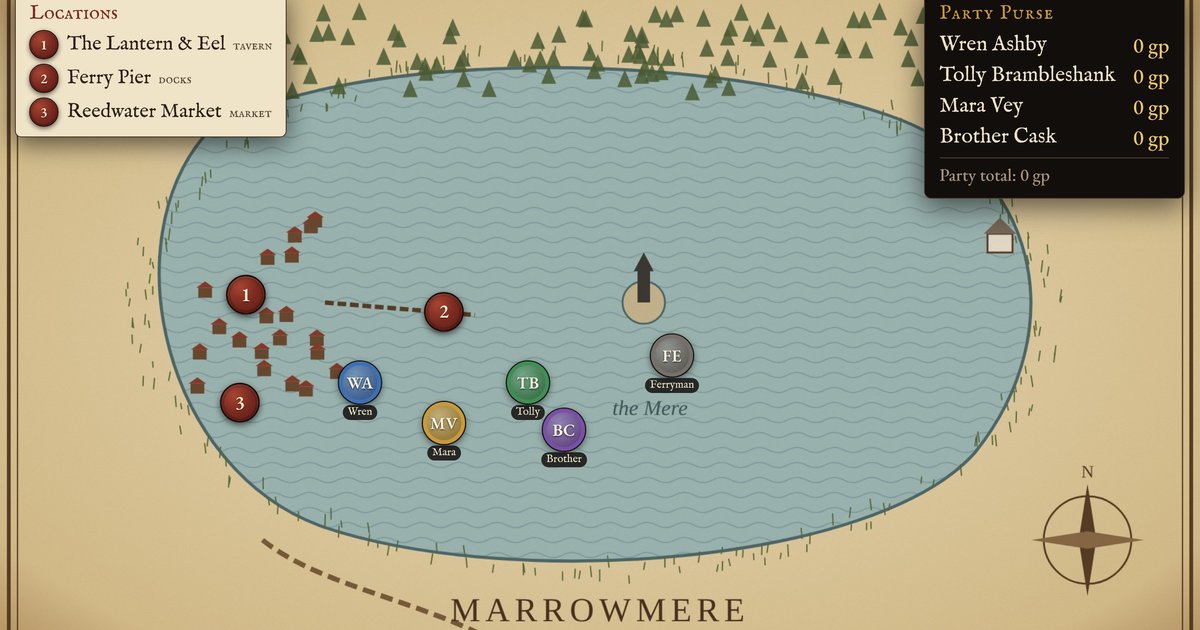 Locations
1 The Lantern & Eel TAVERN
2 Ferry Pier DOCKS
3 Reedwater Market MARKET
Party Purse
Wren Ashby 0 gp
Tolly Brambleshank 0 gp
Mara Vey 0 gp
Brother Cask 0 gp
Party total: 0 gp
1
2
3
WA
Wren
MV
Mara
TB
Tolly
BC
Brother
FE
Ferryman
the Mere
N
MARROWMERE